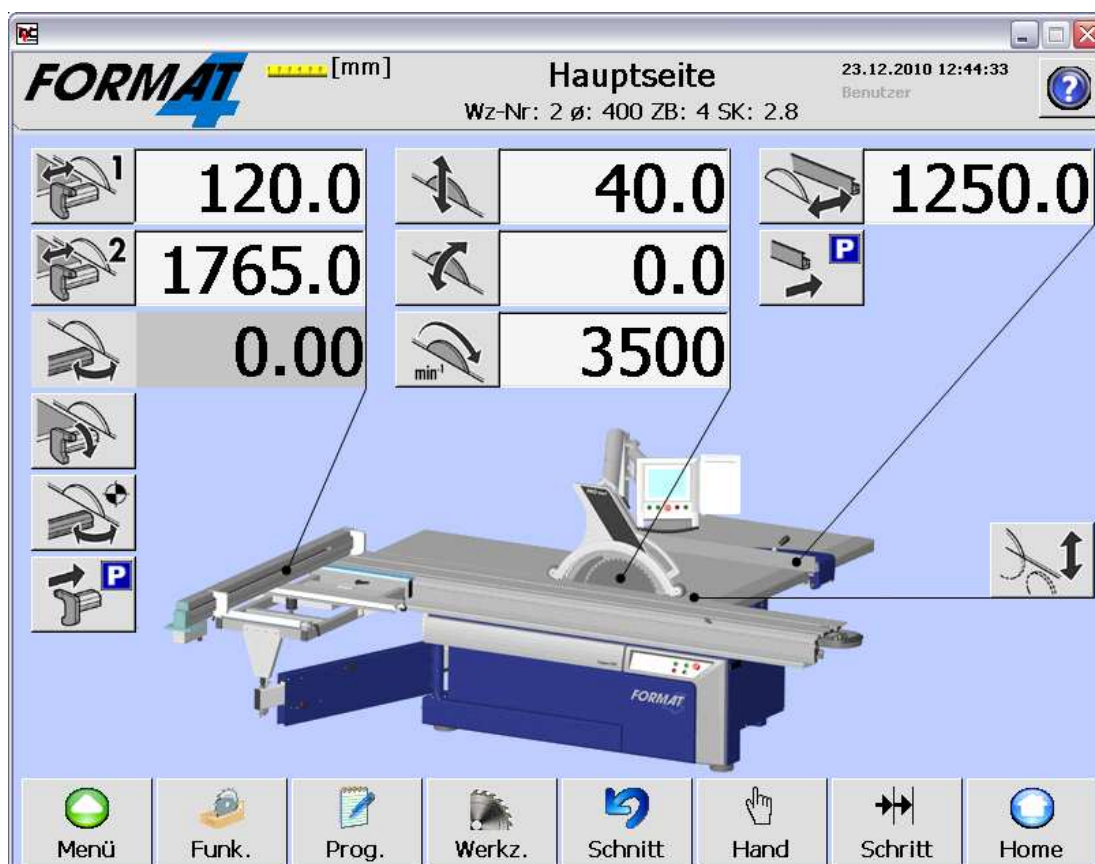 FORMAT 4
[mm]
Hauptseite
Wz-Nr: 2 ø: 400 ZB: 4 SK: 2.8
23.12.2010 12:44:33
Benutzer
?
1
120.0
40.0
1250.0
2
1765.0
0.0
P
0.00
min⁻¹
3500
P
FORMAT
Menü
Funk.
Prog.
Werkz.
Schnitt
Hand
Schritt
Home